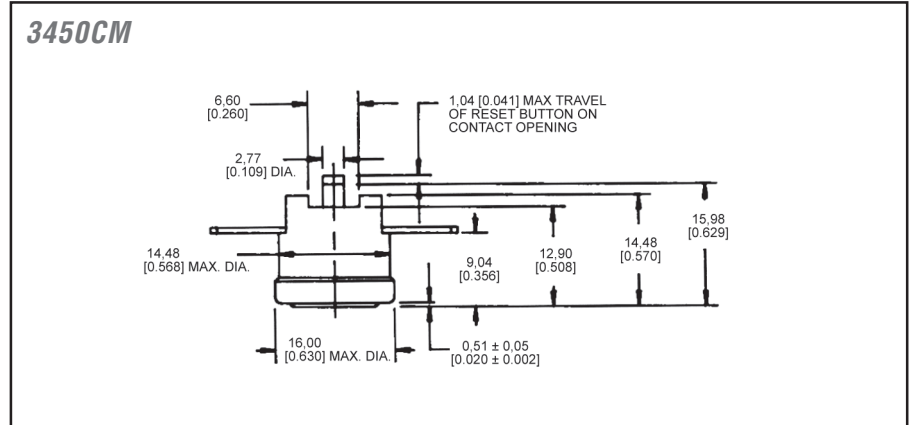 3450CM
6,60
[0.260]
1,04 [0.041] MAX TRAVEL
OF RESET BUTTON ON
CONTACT OPENING
2,77
[0.109] DIA.
14,48
[0.568] MAX. DIA.
9,04
[0.356]
12,90
[0.508]
14,48
[0.570]
15,98
[0.629]
16,00
[0.630] MAX. DIA.
0,51 ± 0,05
[0.020 ± 0.002]